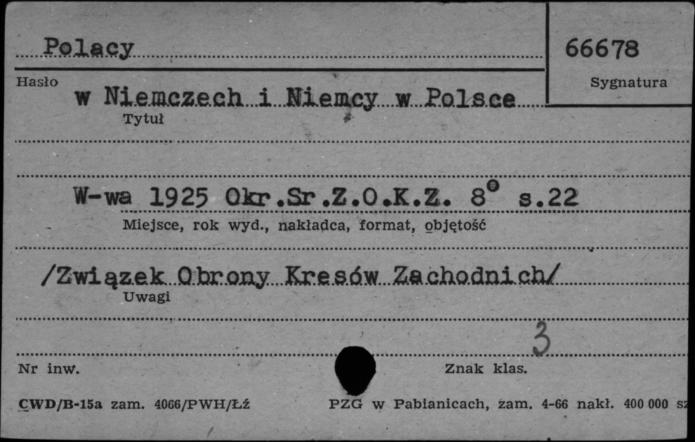 Polacy 66678
Hasło Sygnatura
w Niemczech i Niemcy w Polsce
Tytuł
W-wa 1925 Okr.Sr.Z.O.K.Z. 8° s.22
Miejsce, rok wyd., nakładca, format, objętość
/Związek Obrony Kresów Zachodnich/
Uwagi
3
Nr inw. Znak klas.
CWD/B-15a zam. 4066/PWH/Łź PZG w Pabianicach, zam. 4-66 nakł. 400 000